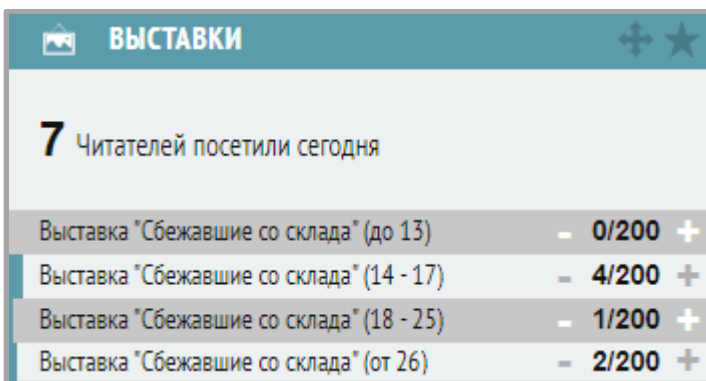 ВЫСТАВКИ
7 Читателей посетили сегодня
Выставка "Сбежавшие со склада" (до 13) - 0/200 +
Выставка "Сбежавшие со склада" (14 - 17) - 4/200 +
Выставка "Сбежавшие со склада" (18 - 25) - 1/200 +
Выставка "Сбежавшие со склада" (от 26) - 2/200 +